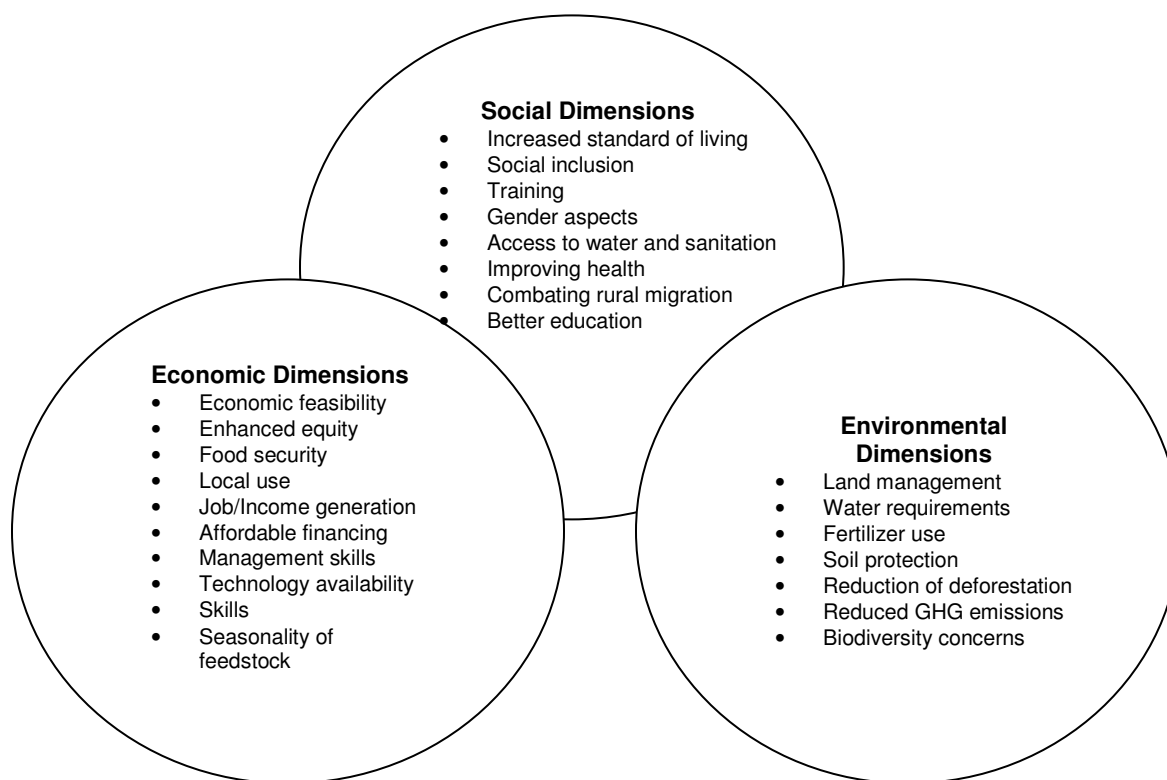 Social Dimensions
• Increased standard of living
• Social inclusion
• Training
• Gender aspects
• Access to water and sanitation
• Improving health
• Combating rural migration
• Better education
Economic Dimensions
• Economic feasibility
• Enhanced equity
• Food security
• Local use
• Job/Income generation
• Affordable financing
• Management skills
• Technology availability
• Skills
• Seasonality of
feedstock
Environmental
Dimensions
• Land management
• Water requirements
• Fertilizer use
• Soil protection
• Reduction of deforestation
• Reduced GHG emissions
• Biodiversity concerns